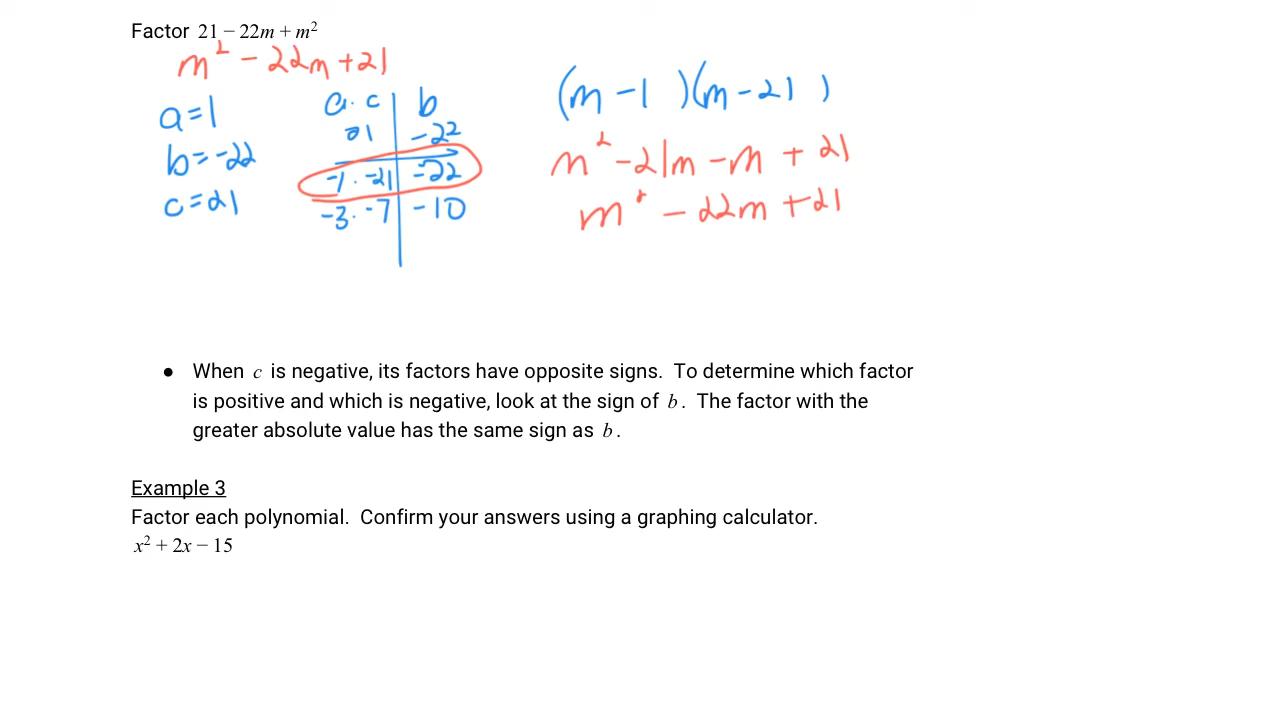 Factor 21 − 22m + m²
m² - 22m + 21
a = 1
b = -22
c = 21
a · c | b
21 | -22
-1 · -21 | -22
-3 · -7 | -10
(m - 1 )(m - 21 )
m² - 21m - m + 21
m² - 22m + 21
● When c is negative, its factors have opposite signs. To determine which factor
is positive and which is negative, look at the sign of b. The factor with the
greater absolute value has the same sign as b.
Example 3
Factor each polynomial. Confirm your answers using a graphing calculator.
x² + 2x − 15